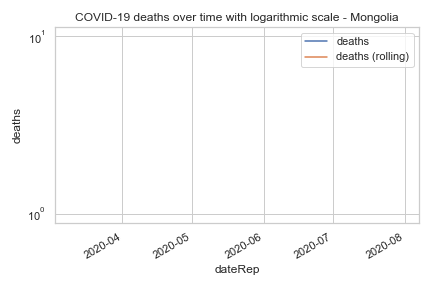 COVID-19 deaths over time with logarithmic scale - Mongolia
10¹
deaths
deaths (rolling)
deaths
10⁰
2020-04
2020-05
2020-06
2020-07
2020-08
dateRep